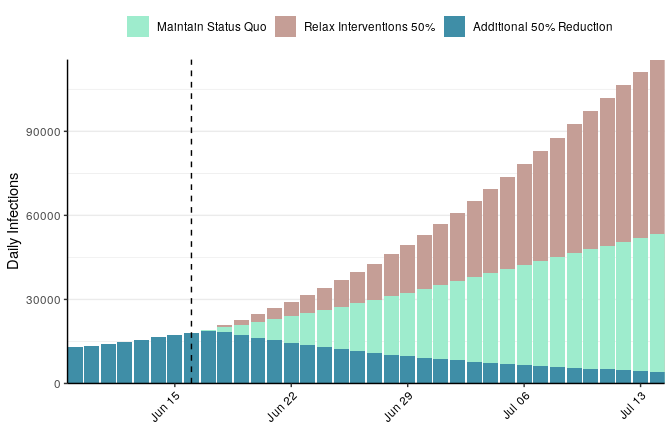 Maintain Status Quo Relax Interventions 50% Additional 50% Reduction
Daily Infections
90000
60000
30000
0
Jun 15 Jun 22 Jun 29 Jul 06 Jul 13